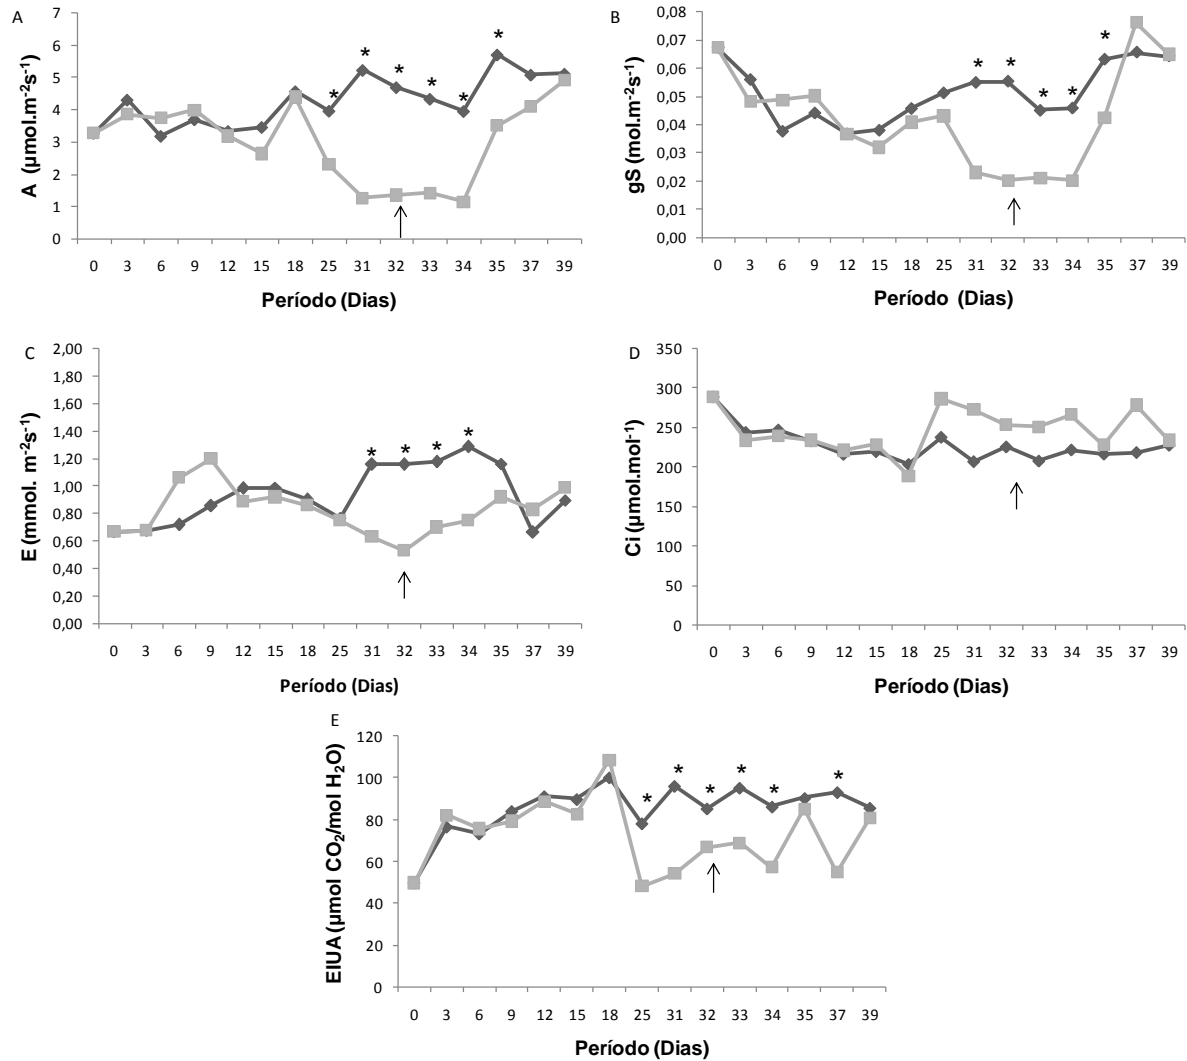 A
A (µmol.m-2s-1)
7
6
5
4
3
2
1
0
* * * * * *
0 3 6 9 12 15 18 25 31 32 33 34 35 37 39
Período (Dias)
B
gS (mol.m-2s-1)
0,08
0,07
0,06
0,05
0,04
0,03
0,02
0,01
0,00
* * * * *
0 3 6 9 12 15 18 25 31 32 33 34 35 37 39
Período (Dias)
C
E (mmol. m-2s-1)
2,00
1,80
1,60
1,40
1,20
1,00
0,80
0,60
0,40
0,20
0,00
* * * *
0 3 6 9 12 15 18 25 31 32 33 34 35 37 39
Período (Dias)
D
Ci (µmol.mol-1)
350
300
250
200
150
100
50
0
0 3 6 9 12 15 18 25 31 32 33 34 35 37 39
Período (Dias)
E
EIUA (µmol CO2/mol H2O)
120
100
80
60
40
20
0
* * * * * *
0 3 6 9 12 15 18 25 31 32 33 34 35 37 39
Período (Dias)